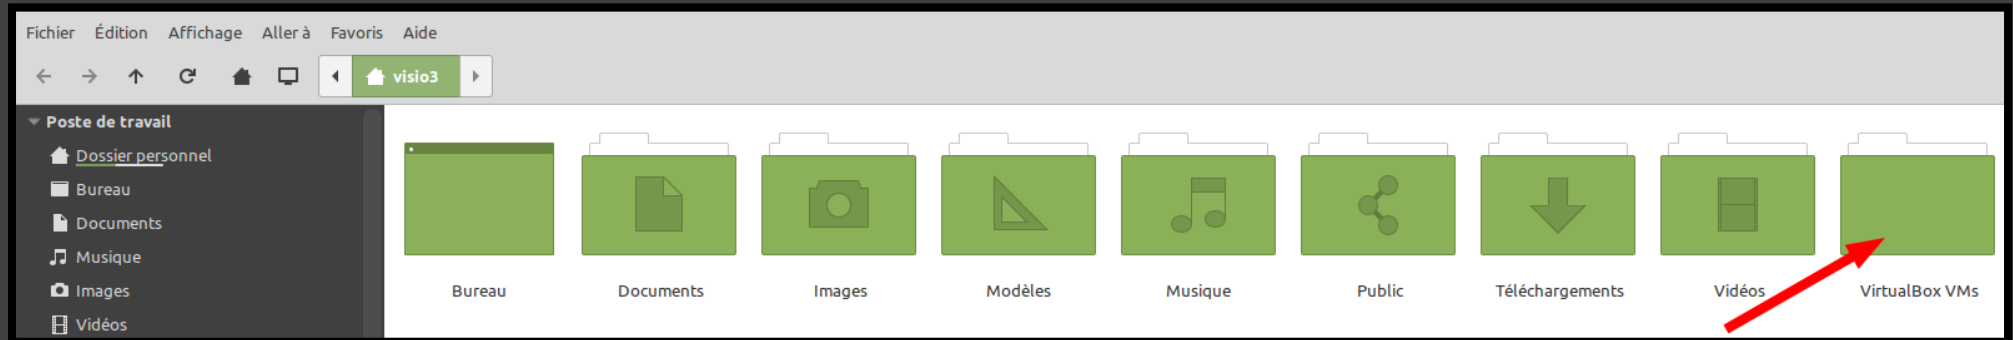 Fichier Édition Affichage Aller à Favoris Aide
visio3
Poste de travail
Dossier personnel
Bureau
Documents
Musique
Images
Vidéos
Bureau Documents Images Modèles Musique Public Téléchargements Vidéos VirtualBox VMs